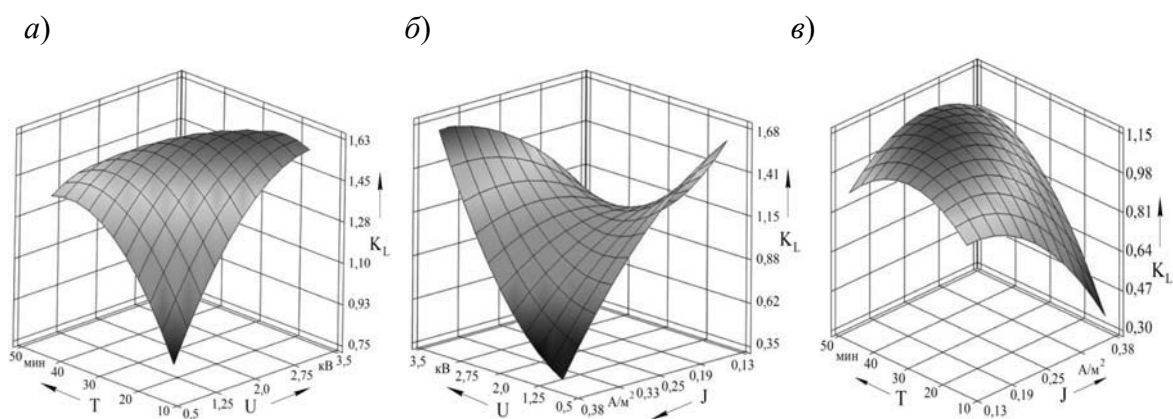 а) б) в)
1,63
1,45
1,28
K_L
1,10
0,93
0,75
50 мин 40 30 20 10
T
0,5 1,25 2,0 2,75 кВ 3,5
U
1,68
1,41
1,15
K_L
0,88
0,62
0,35
3,5 кВ 2,75 2,0 1,25 0,5
U
0,38 А/м² 0,33 0,25 0,19 0,13
J
1,15
0,98
0,81
0,64
K_L
0,47
0,30
50 мин 40 30 20 10
T
0,13 0,19 0,25 А/м² 0,38
J